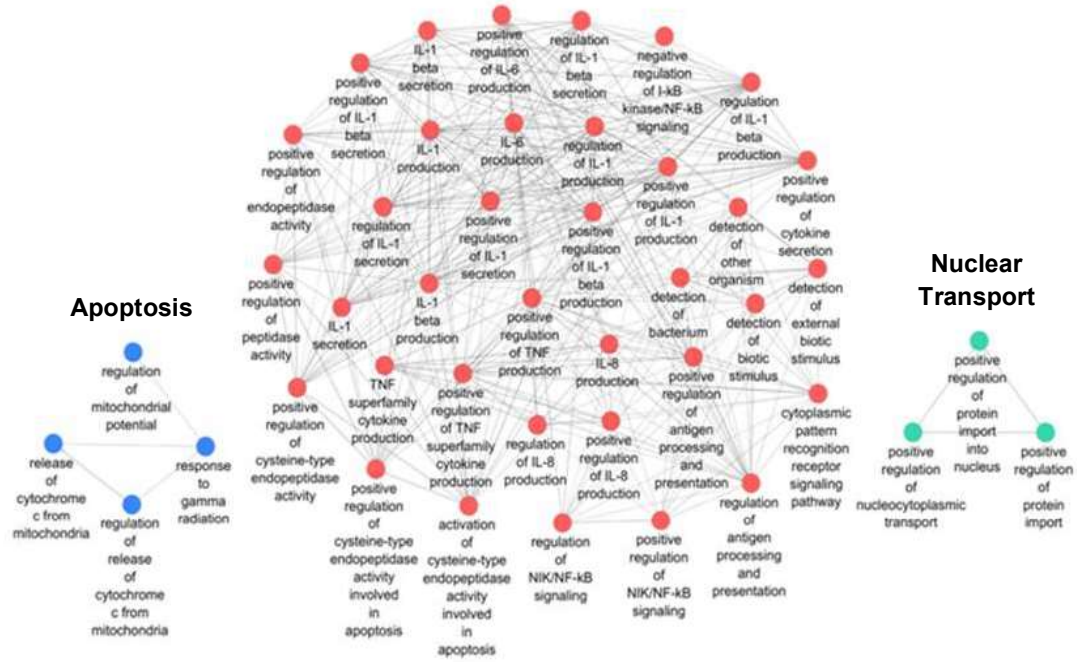 Apoptosis
regulation
of
mitochondrial
potential
release
of
cytochrome
c from
mitochondria
response
to
gamma
radiation
regulation
of
release
of
cytochrome
c from
mitochondria
positive
regulation
of IL-6
production
regulation
of IL-1
beta
secretion
IL-1
beta
secretion
negative
regulation
of I-kB
kinase/NF-kB
signaling
positive
regulation
of IL-1
beta
secretion
regulation
of IL-1
beta
production
positive
regulation
of
endopeptidase
activity
IL-1
production
IL-6
production
regulation
of IL-1
production
positive
regulation
of IL-1
production
positive
regulation
of
cytokine
secretion
regulation
of IL-1
secretion
positive
regulation
of IL-1
secretion
positive
regulation
of IL-1
beta
production
detection
of
other
organism
positive
regulation
of
peptidase
activity
IL-1
secretion
IL-1
beta
production
positive
regulation
of TNF
production
detection
of
bacterium
detection
of
biotic
stimulus
detection
of
external
biotic
stimulus
positive
regulation
of
cysteine-type
endopeptidase
activity
TNF
superfamily
cytokine
production
positive
regulation
of TNF
superfamily
cytokine
production
IL-8
production
positive
regulation
of
antigen
processing
and
presentation
cytoplasmic
pattern
recognition
receptor
signaling
pathway
regulation
of IL-8
production
positive
regulation
of IL-8
production
positive
regulation
of
cysteine-type
endopeptidase
activity
involved
in
apoptosis
activation
of
cysteine-type
endopeptidase
activity
involved
in
apoptosis
regulation
of
NIK/NF-kB
signaling
positive
regulation
of
NIK/NF-kB
signaling
regulation
of
antigen
processing
and
presentation
Nuclear
Transport
positive
regulation
of
protein
import
into
nucleus
positive
regulation
of
nucleocytoplasmic
transport
positive
regulation
of
protein
import